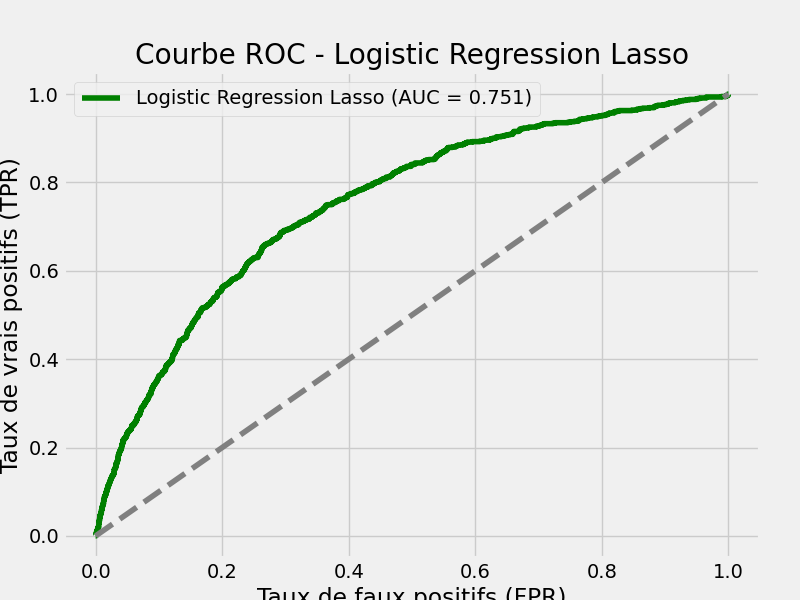 Courbe ROC - Logistic Regression Lasso
Logistic Regression Lasso (AUC = 0.751)
Taux de vrais positifs (TPR)
1.0
0.8
0.6
0.4
0.2
0.0
0.0 0.2 0.4 0.6 0.8 1.0
Taux de faux positifs (FPR)